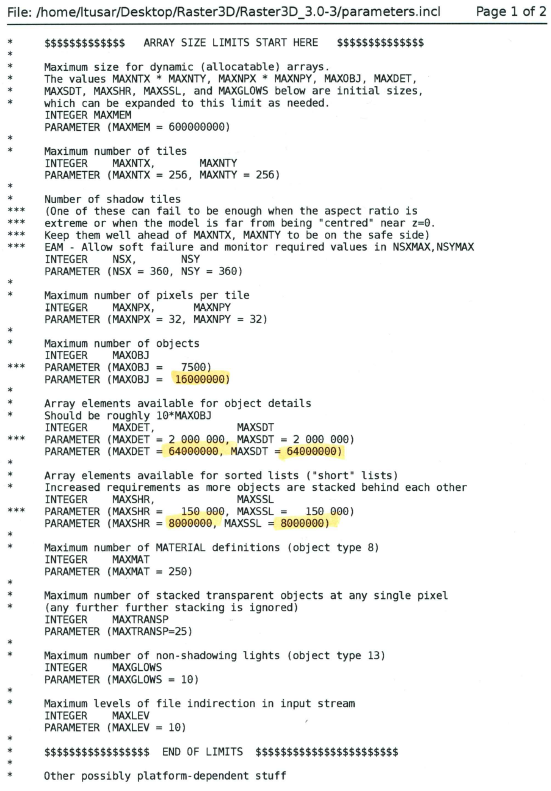 File: /home/ltusar/Desktop/Raster3D/Raster3D_3.0-3/parameters.incl Page 1 of 2
* $$$$$$$$$$$$$ ARRAY SIZE LIMITS START HERE $$$$$$$$$$$$$$
*
* Maximum size for dynamic (allocatable) arrays.
* The values MAXNTX * MAXNTY, MAXNPX * MAXNPY, MAXOBJ, MAXDET,
* MAXSDT, MAXSHR, MAXSSL, and MAXGLOWS below are initial sizes,
* which can be expanded to this limit as needed.
INTEGER MAXMEM
PARAMETER (MAXMEM = 600000000)
*
* Maximum number of tiles
INTEGER MAXNTX, MAXNTY
PARAMETER (MAXNTX = 256, MAXNTY = 256)
*
* Number of shadow tiles
*** (One of these can fail to be enough when the aspect ratio is
*** extreme or when the model is far from being "centred" near z=0.
*** Keep them well ahead of MAXNTX, MAXNTY to be on the safe side)
*** EAM - Allow soft failure and monitor required values in NSXMAX,NSYMAX
INTEGER NSX, NSY
PARAMETER (NSX = 360, NSY = 360)
*
* Maximum number of pixels per tile
INTEGER MAXNPX, MAXNPY
PARAMETER (MAXNPX = 32, MAXNPY = 32)
*
* Maximum number of objects
INTEGER MAXOBJ
*** PARAMETER (MAXOBJ = 7500)
PARAMETER (MAXOBJ = 16000000)
*
* Array elements available for object details
* Should be roughly 10*MAXOBJ
INTEGER MAXDET, MAXSDT
*** PARAMETER (MAXDET = 2 000 000, MAXSDT = 2 000 000)
PARAMETER (MAXDET = 64000000, MAXSDT = 64000000)
*
* Array elements available for sorted lists ("short" lists)
* Increased requirements as more objects are stacked behind each other
INTEGER MAXSHR, MAXSSL
*** PARAMETER (MAXSHR = 150 000, MAXSSL = 150 000)
PARAMETER (MAXSHR = 8000000, MAXSSL = 8000000)
*
* Maximum number of MATERIAL definitions (object type 8)
INTEGER MAXMAT
PARAMETER (MAXMAT = 250)
*
* Maximum number of stacked transparent objects at any single pixel
* (any further further stacking is ignored)
INTEGER MAXTRANSP
PARAMETER (MAXTRANSP=25)
*
* Maximum number of non-shadowing lights (object type 13)
INTEGER MAXGLOWS
PARAMETER (MAXGLOWS = 10)
*
* Maximum levels of file indirection in input stream
INTEGER MAXLEV
PARAMETER (MAXLEV = 10)
*
* $$$$$$$$$$$$$$$$$ END OF LIMITS $$$$$$$$$$$$$$$$$$$$$$$
*
* Other possibly platform-dependent stuff